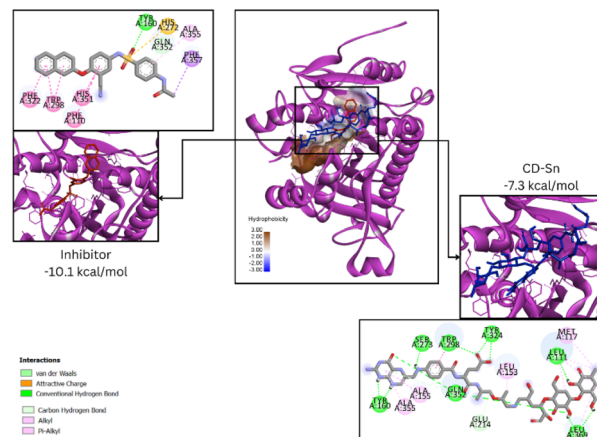 TYR
A:160
HIS
A:272
ALA
A:355
GLN
A:352
PHE
A:357
PHE
A:372
TRP
A:298
HIS
A:351
PHE
A:110
Inhibitor
-10.1 kcal/mol
Hydrophobicity
3.00
2.00
1.00
0.00
-1.00
-2.00
-3.00
CD-Sn
-7.3 kcal/mol
Interactions
van der Waals
Attractive Charge
Conventional Hydrogen Bond
Carbon Hydrogen Bond
Alkyl
Pi-Alkyl
SER
A:273
TRP
A:298
TYR
A:324
MET
A:117
LEU
A:153
LEU
A:111
TYR
A:160
ALA
A:355
ALA
A:155
GLN
A:352
GLU
A:214
LEU
A:369